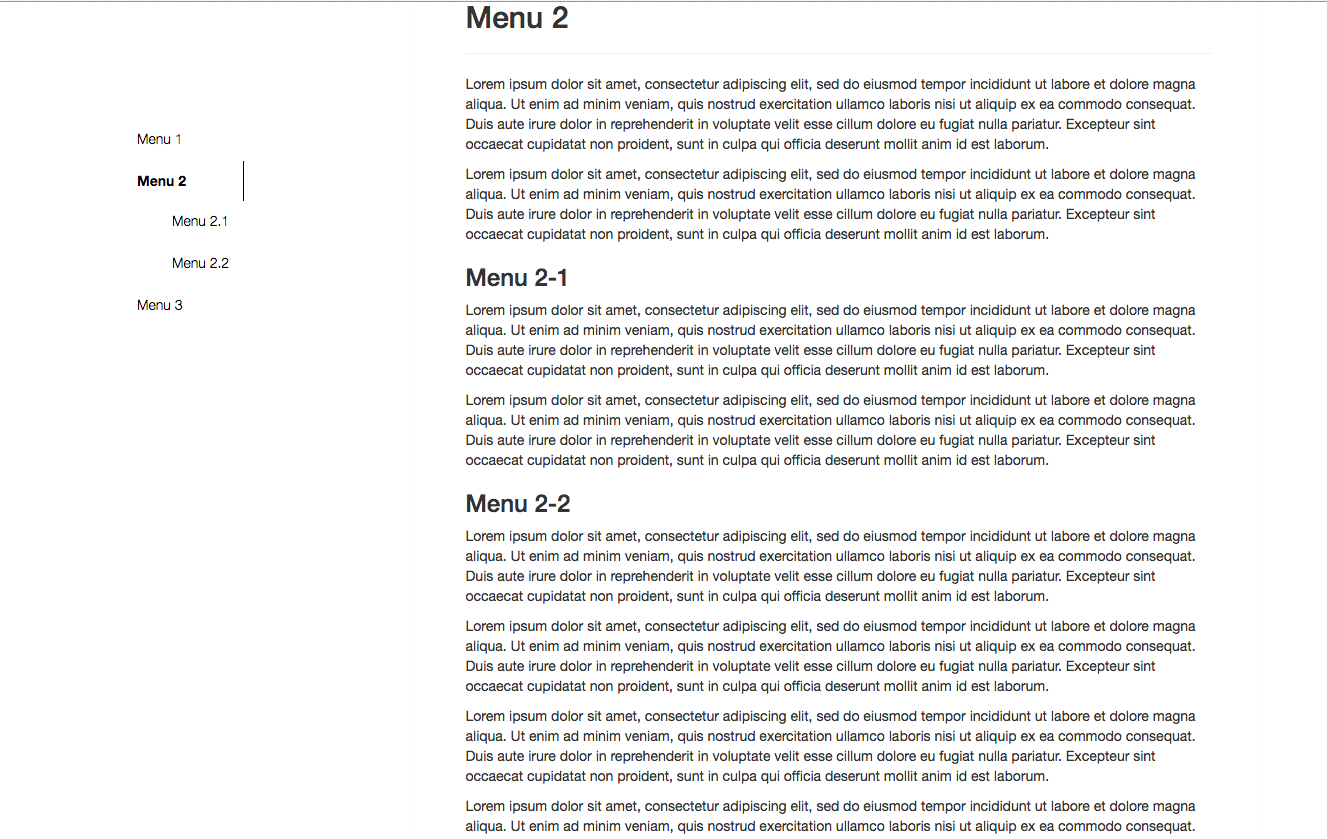 Menu 1
Menu 2
Menu 2.1
Menu 2.2
Menu 3
Menu 2
Lorem ipsum dolor sit amet, consectetur adipiscing elit, sed do eiusmod tempor incididunt ut labore et dolore magna
aliqua. Ut enim ad minim veniam, quis nostrud exercitation ullamco laboris nisi ut aliquip ex ea commodo consequat.
Duis aute irure dolor in reprehenderit in voluptate velit esse cillum dolore eu fugiat nulla pariatur. Excepteur sint
occaecat cupidatat non proident, sunt in culpa qui officia deserunt mollit anim id est laborum.
Lorem ipsum dolor sit amet, consectetur adipiscing elit, sed do eiusmod tempor incididunt ut labore et dolore magna
aliqua. Ut enim ad minim veniam, quis nostrud exercitation ullamco laboris nisi ut aliquip ex ea commodo consequat.
Duis aute irure dolor in reprehenderit in voluptate velit esse cillum dolore eu fugiat nulla pariatur. Excepteur sint
occaecat cupidatat non proident, sunt in culpa qui officia deserunt mollit anim id est laborum.
Menu 2-1
Lorem ipsum dolor sit amet, consectetur adipiscing elit, sed do eiusmod tempor incididunt ut labore et dolore magna
aliqua. Ut enim ad minim veniam, quis nostrud exercitation ullamco laboris nisi ut aliquip ex ea commodo consequat.
Duis aute irure dolor in reprehenderit in voluptate velit esse cillum dolore eu fugiat nulla pariatur. Excepteur sint
occaecat cupidatat non proident, sunt in culpa qui officia deserunt mollit anim id est laborum.
Lorem ipsum dolor sit amet, consectetur adipiscing elit, sed do eiusmod tempor incididunt ut labore et dolore magna
aliqua. Ut enim ad minim veniam, quis nostrud exercitation ullamco laboris nisi ut aliquip ex ea commodo consequat.
Duis aute irure dolor in reprehenderit in voluptate velit esse cillum dolore eu fugiat nulla pariatur. Excepteur sint
occaecat cupidatat non proident, sunt in culpa qui officia deserunt mollit anim id est laborum.
Menu 2-2
Lorem ipsum dolor sit amet, consectetur adipiscing elit, sed do eiusmod tempor incididunt ut labore et dolore magna
aliqua. Ut enim ad minim veniam, quis nostrud exercitation ullamco laboris nisi ut aliquip ex ea commodo consequat.
Duis aute irure dolor in reprehenderit in voluptate velit esse cillum dolore eu fugiat nulla pariatur. Excepteur sint
occaecat cupidatat non proident, sunt in culpa qui officia deserunt mollit anim id est laborum.
Lorem ipsum dolor sit amet, consectetur adipiscing elit, sed do eiusmod tempor incididunt ut labore et dolore magna
aliqua. Ut enim ad minim veniam, quis nostrud exercitation ullamco laboris nisi ut aliquip ex ea commodo consequat.
Duis aute irure dolor in reprehenderit in voluptate velit esse cillum dolore eu fugiat nulla pariatur. Excepteur sint
occaecat cupidatat non proident, sunt in culpa qui officia deserunt mollit anim id est laborum.
Lorem ipsum dolor sit amet, consectetur adipiscing elit, sed do eiusmod tempor incididunt ut labore et dolore magna
aliqua. Ut enim ad minim veniam, quis nostrud exercitation ullamco laboris nisi ut aliquip ex ea commodo consequat.
Duis aute irure dolor in reprehenderit in voluptate velit esse cillum dolore eu fugiat nulla pariatur. Excepteur sint
occaecat cupidatat non proident, sunt in culpa qui officia deserunt mollit anim id est laborum.
Lorem ipsum dolor sit amet, consectetur adipiscing elit, sed do eiusmod tempor incididunt ut labore et dolore magna
aliqua. Ut enim ad minim veniam, quis nostrud exercitation ullamco laboris nisi ut aliquip ex ea commodo consequat.